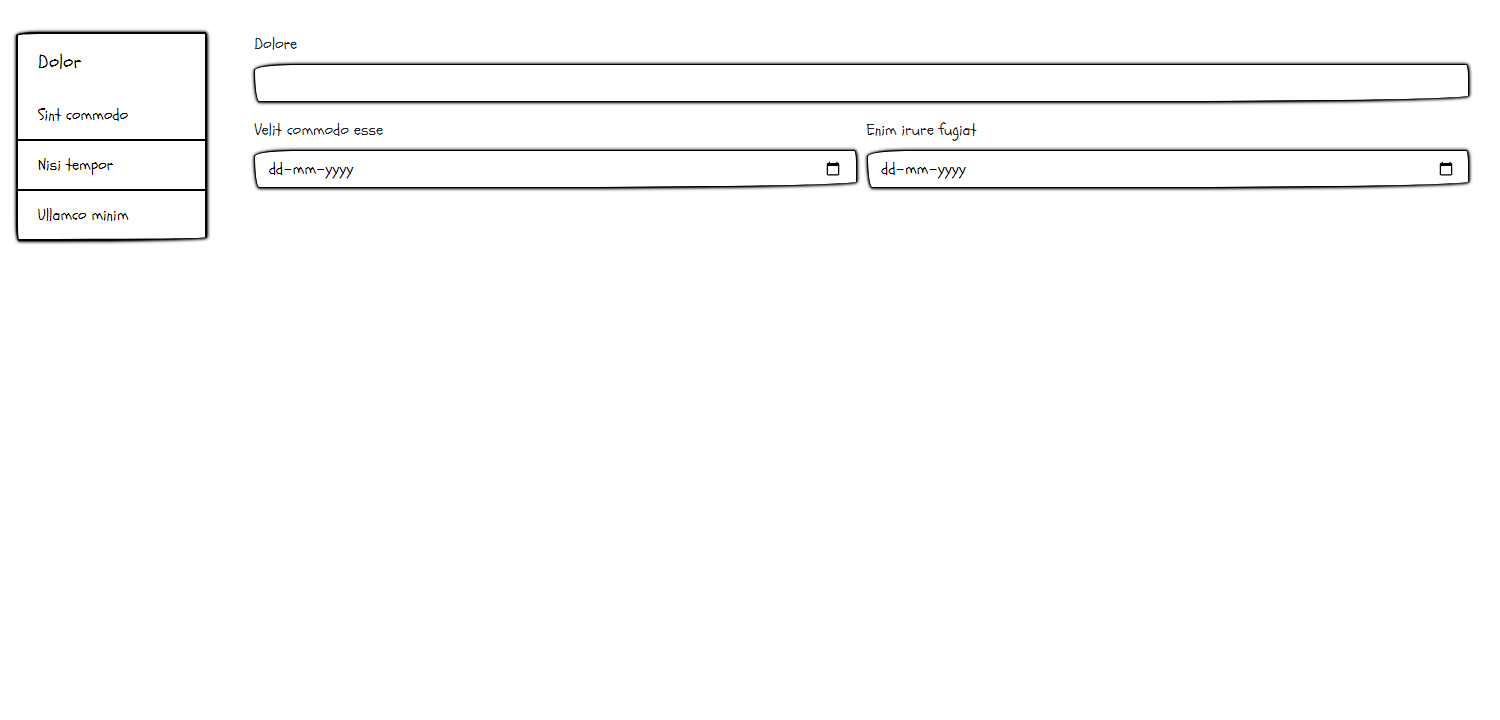 Dolor
Sint commodo
Nisi tempor
Ullamco minim
Dolore
Velit commodo esse
Enim irure fugiat
dd-mm-yyyy
dd-mm-yyyy